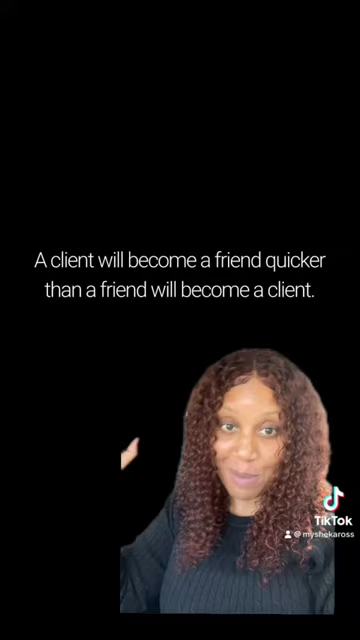 A client will become a friend quicker
than a friend will become a client.
TikTok
@myshekaross